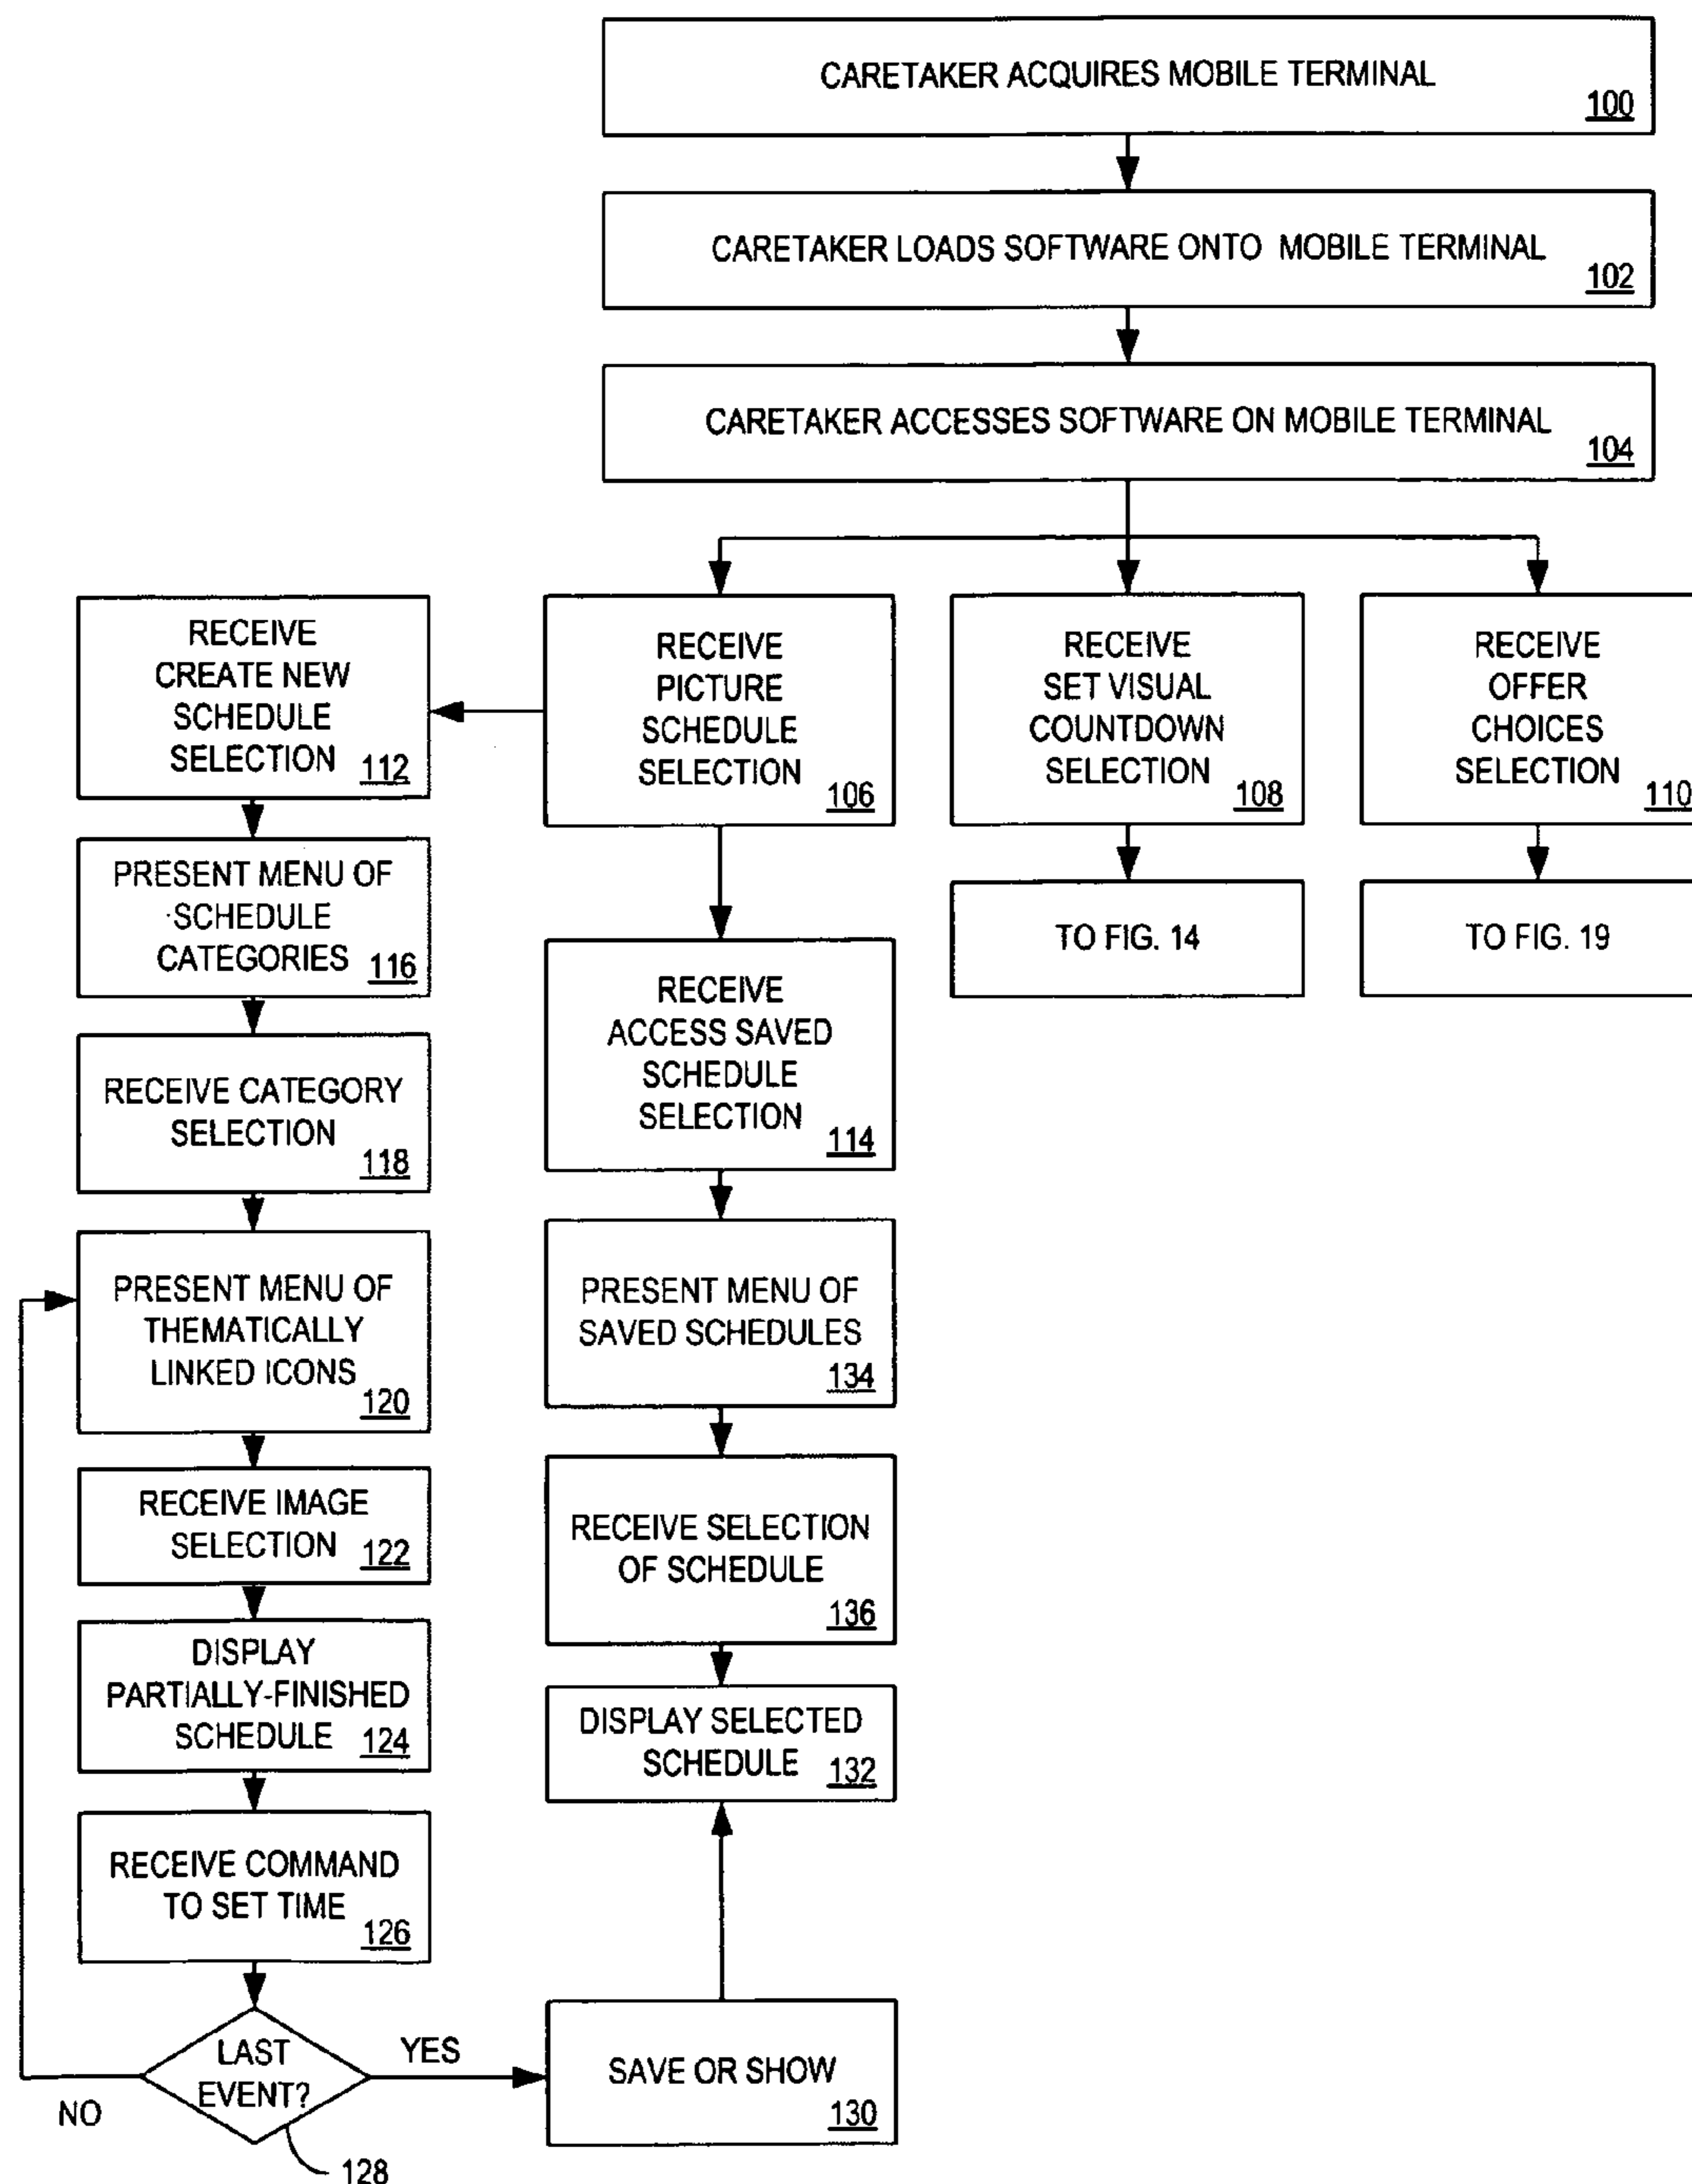 CARETAKER ACQUIRES MOBILE TERMINAL
100
CARETAKER LOADS SOFTWARE ONTO MOBILE TERMINAL
102
CARETAKER ACCESSES SOFTWARE ON MOBILE TERMINAL
104
RECEIVE
CREATE NEW
SCHEDULE
SELECTION
112
RECEIVE
PICTURE
SCHEDULE
SELECTION
106
RECEIVE
SET VISUAL
COUNTDOWN
SELECTION
108
RECEIVE
OFFER
CHOICES
SELECTION
110
PRESENT MENU OF
SCHEDULE
CATEGORIES
116
TO FIG. 14
TO FIG. 19
RECEIVE
ACCESS SAVED
SCHEDULE
SELECTION
114
RECEIVE CATEGORY
SELECTION
118
PRESENT MENU OF
THEMATICALLY
LINKED ICONS
120
PRESENT MENU OF
SAVED SCHEDULES
134
RECEIVE IMAGE
SELECTION
122
RECEIVE SELECTION
OF SCHEDULE
136
DISPLAY
PARTIALLY-FINISHED
SCHEDULE
124
DISPLAY SELECTED
SCHEDULE
132
RECEIVE COMMAND
TO SET TIME
126
LAST
EVENT?
YES
NO
128
SAVE OR SHOW
130